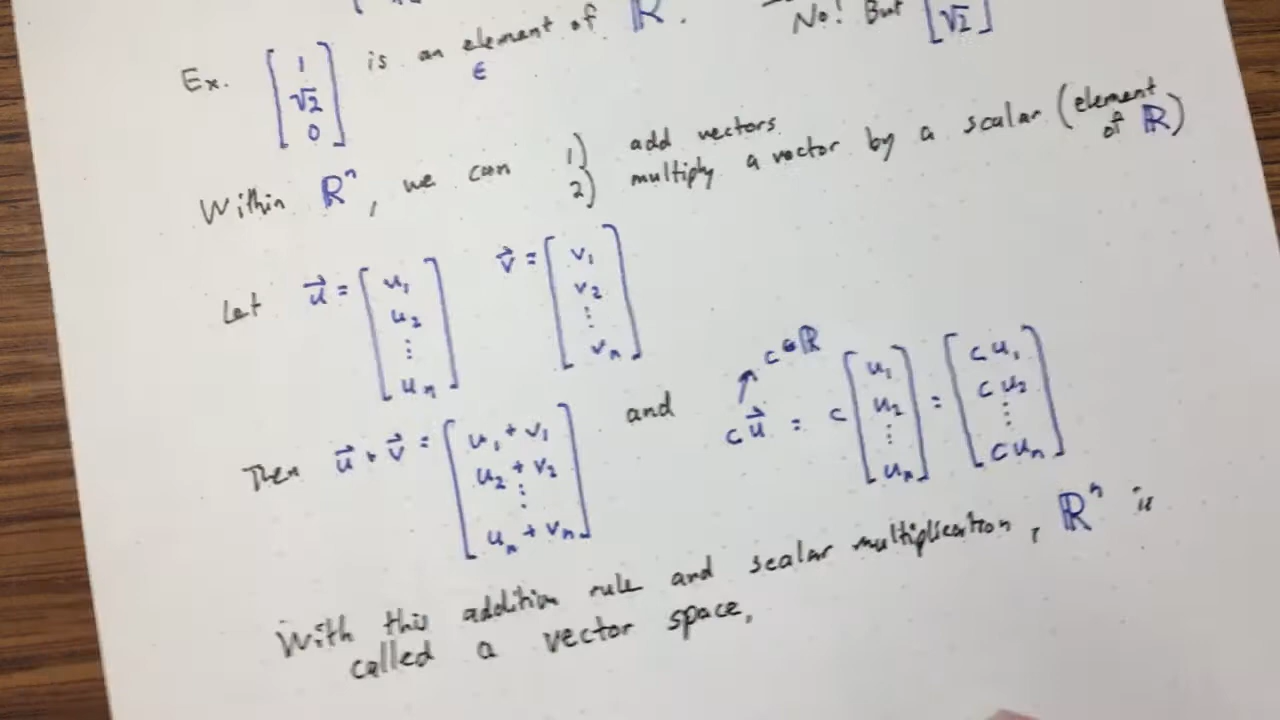 No! But [√2]
Ex. [1 √2 0] is an element of ℝ.
∈
Within ℝⁿ, we can 1) add vectors.
2) multiply a vector by a scalar (element of ℝ)
Let u⃗ = [u₁ u₂ ⋮ uₙ] v⃗ = [v₁ v₂ ⋮ vₙ]
Then u⃗ + v⃗ = [u₁ + v₁ u₂ + v₂ ⋮ uₙ + vₙ] and cu⃗ = c[u₁ u₂ ⋮ uₙ] = [cu₁ cu₂ ⋮ cuₙ]
c∈ℝ
With this addition rule and scalar multiplication, ℝⁿ is
called a vector space,